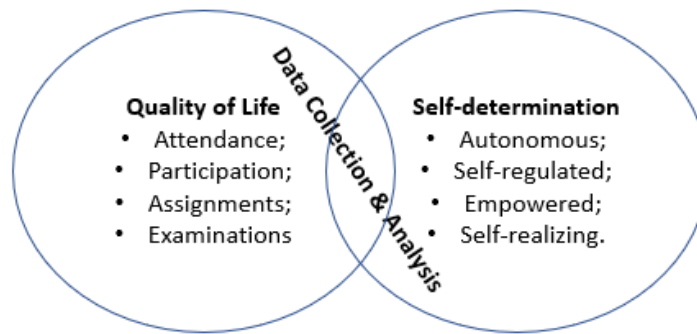 Quality of Life
• Attendance;
• Participation;
• Assignments;
• Examinations
Data Collection & Analysis
Self-determination
• Autonomous;
• Self-regulated;
• Empowered;
• Self-realizing.